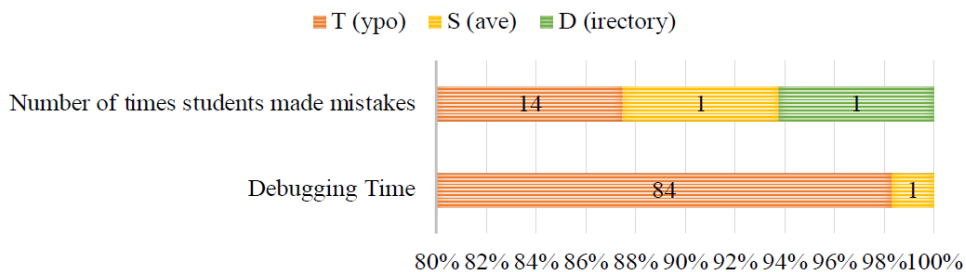 T (ypo) S (ave) D (irectory)
Number of times students made mistakes 14 1 1
Debugging Time 84 1
80% 82% 84% 86% 88% 90% 92% 94% 96% 98% 100%